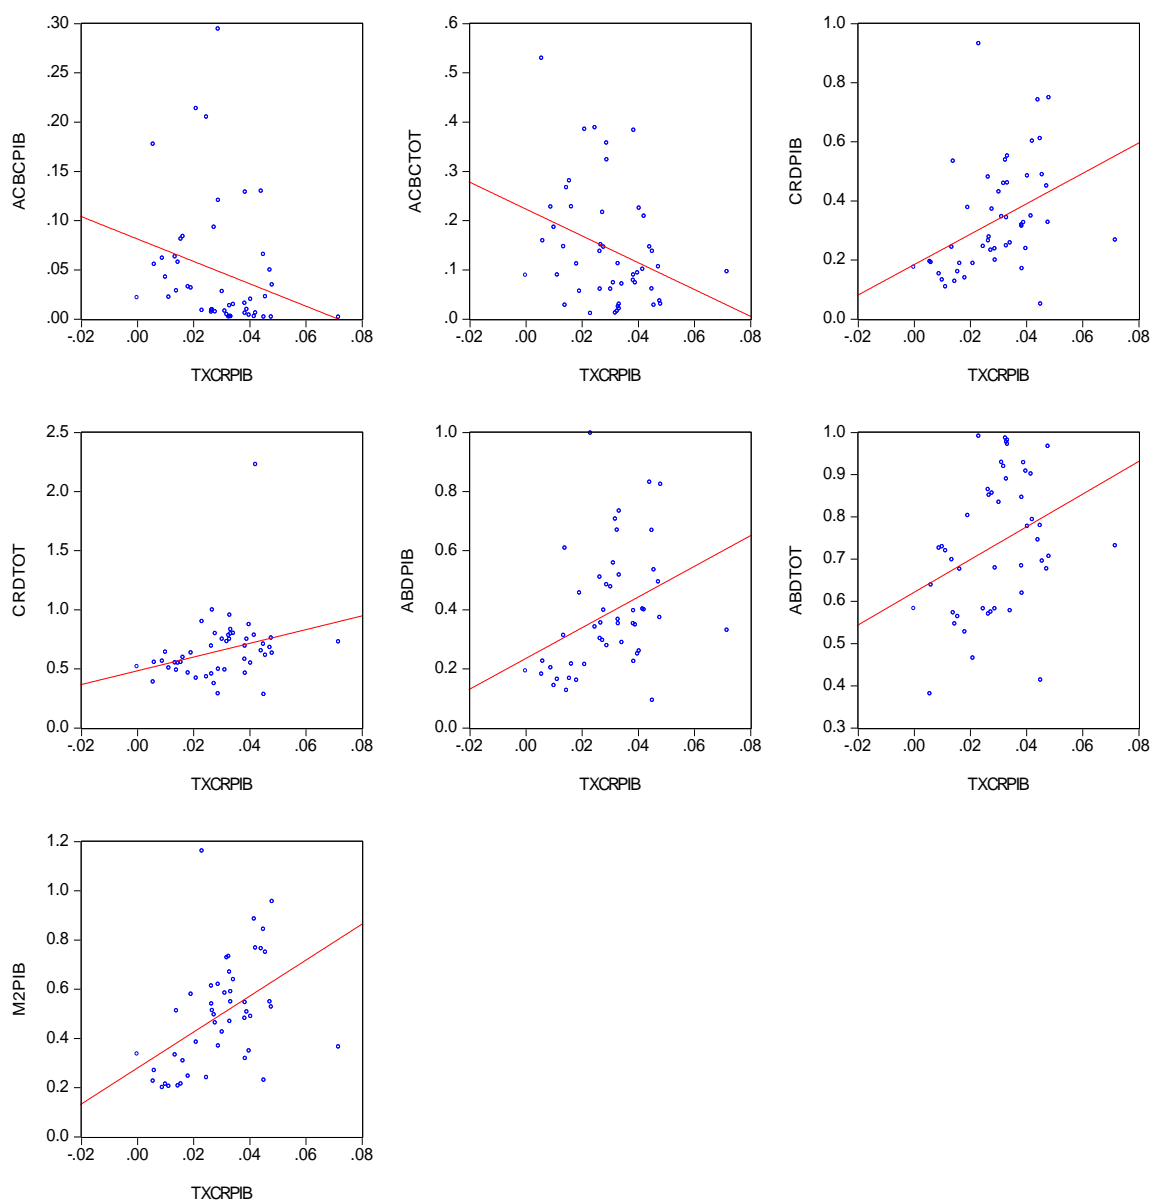 .30
.25
.20
.15
.10
.05
.00
-.02 .00 .02 .04 .06 .08
ACBCPIB
TXCRPIB
.6
.5
.4
.3
.2
.1
.0
-.02 .00 .02 .04 .06 .08
ACBCTOT
TXCRPIB
1.0
0.8
0.6
0.4
0.2
0.0
-.02 .00 .02 .04 .06 .08
CRDPIB
TXCRPIB
2.5
2.0
1.5
1.0
0.5
0.0
-.02 .00 .02 .04 .06 .08
CRDTOT
TXCRPIB
1.0
0.8
0.6
0.4
0.2
0.0
-.02 .00 .02 .04 .06 .08
ABDPIB
TXCRPIB
1.0
0.9
0.8
0.7
0.6
0.5
0.4
0.3
-.02 .00 .02 .04 .06 .08
ABDTOT
TXCRPIB
1.2
1.0
0.8
0.6
0.4
0.2
0.0
-.02 .00 .02 .04 .06 .08
M2PIB
TXCRPIB